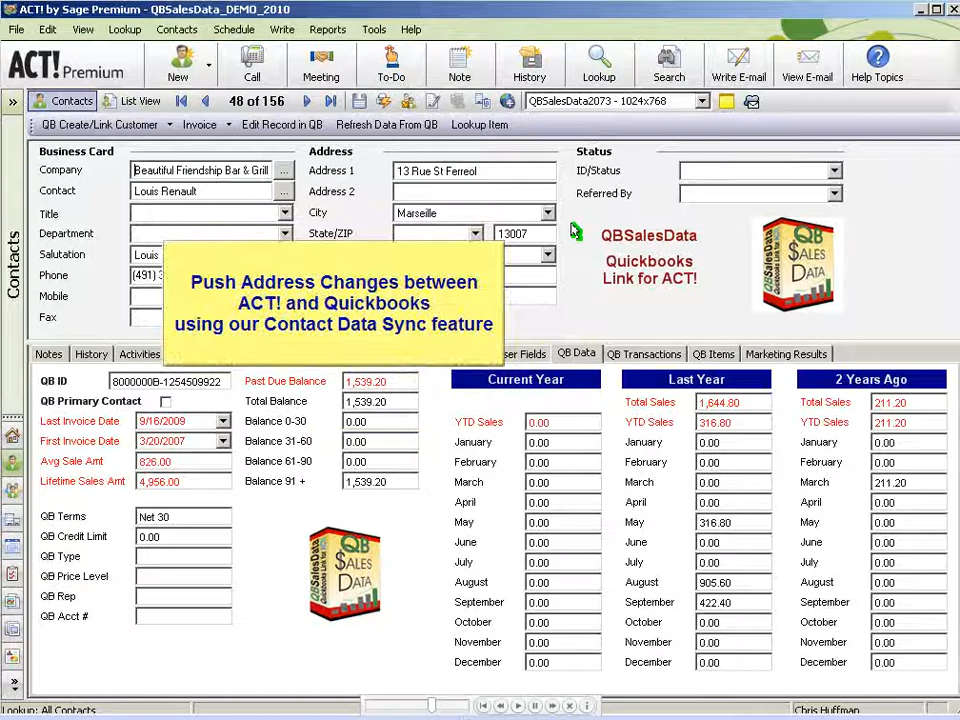 ACT! by Sage Premium - QBSalesData_DEMO_2010
File Edit View Lookup Contacts Schedule Write Reports Tools Help
ACT! Premium
New Call Meeting To-Do Note History Lookup Search Write E-mail View E-mail Help Topics
» Contacts List View 48 of 156 QBSalesData2073 - 1024x768
QB Create/Link Customer Invoice Edit Record in QB Refresh Data From QB Lookup Item
Contacts
Business Card Address Status
Company Beautiful Friendship Bar & Grill ... Address 1 13 Rue St Ferreol ID/Status
Contact Louis Renault ... Address 2 Referred By
Title City Marseille
Department State/ZIP 13007
Salutation Louis
Phone (491) 3
Mobile
Fax
QBSalesData
Quickbooks
Link for ACT!
QB
SALES
DATA
Push Address Changes between
ACT! and Quickbooks
using our Contact Data Sync feature
Notes History Activities ser Fields QB Data QB Transactions QB Items Marketing Results
QB ID 8000000B-1254509922 Past Due Balance 1,539.20
QB Primary Contact Total Balance 1,539.20
Last Invoice Date 9/16/2009 Balance 0-30 0.00
First Invoice Date 3/20/2007 Balance 31-60 0.00
Avg Sale Amt 826.00 Balance 61-90 0.00
Lifetime Sales Amt 4,956.00 Balance 91 + 1,539.20
QB Terms Net 30
QB Credit Limit 0.00
QB Type
QB Price Level
QB Rep
QB Acct #
QB
SALES
DATA
Current Year
YTD Sales 0.00
January 0.00
February 0.00
March 0.00
April 0.00
May 0.00
June 0.00
July 0.00
August 0.00
September 0.00
October 0.00
November 0.00
December 0.00
Last Year
Total Sales 1,644.80
YTD Sales 316.80
January 0.00
February 0.00
March 0.00
April 0.00
May 316.80
June 0.00
July 0.00
August 905.60
September 422.40
October 0.00
November 0.00
December 0.00
2 Years Ago
Total Sales 211.20
YTD Sales 211.20
January 0.00
February 0.00
March 211.20
April 0.00
May 0.00
June 0.00
July 0.00
August 0.00
September 0.00
October 0.00
November 0.00
December 0.00
Lookup: All Contacts Chris Huffman